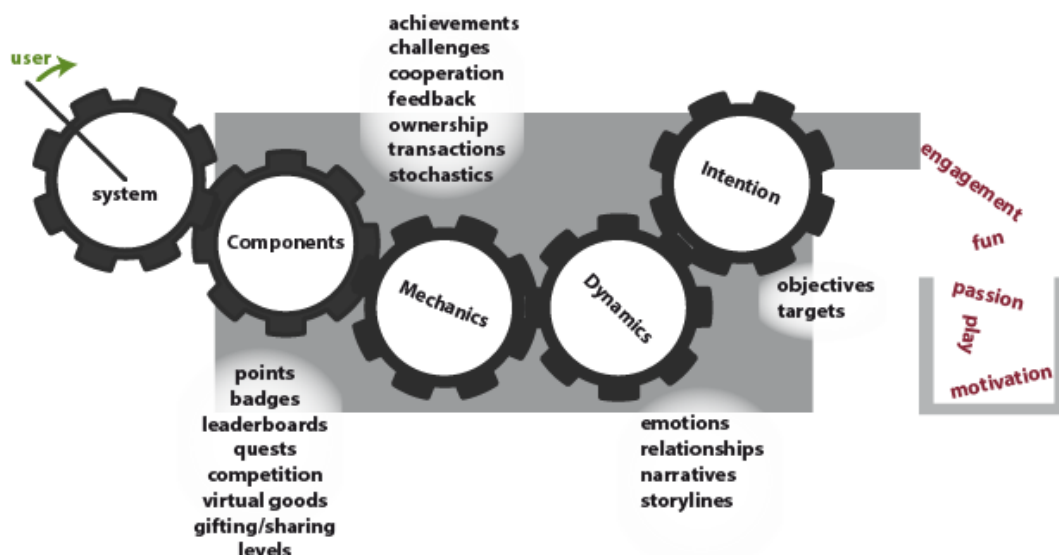 user
system
Components
points
badges
leaderboards
quests
competition
virtual goods
gifting/sharing
levels
achievements
challenges
cooperation
feedback
ownership
transactions
stochastics
Mechanics
Dynamics
emotions
relationships
narratives
storylines
Intention
objectives
targets
engagement
fun
passion
play
motivation